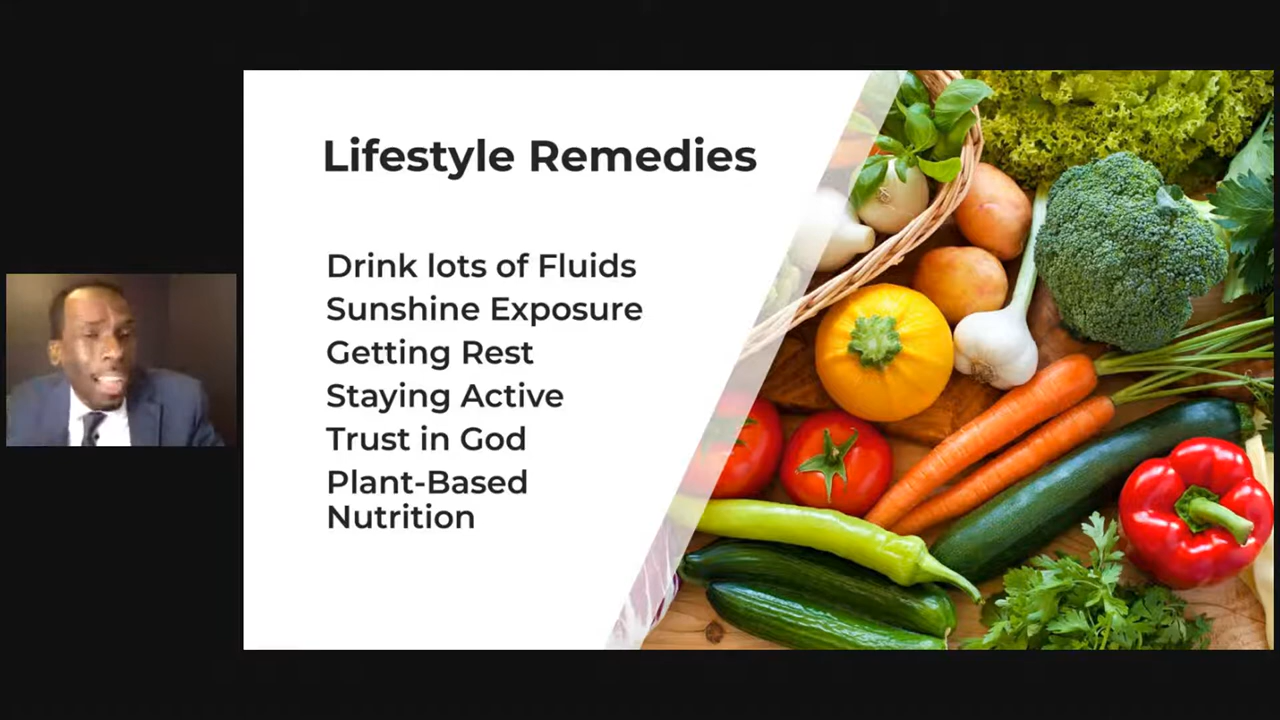 Lifestyle Remedies
Drink lots of Fluids
Sunshine Exposure
Getting Rest
Staying Active
Trust in God
Plant-Based
Nutrition